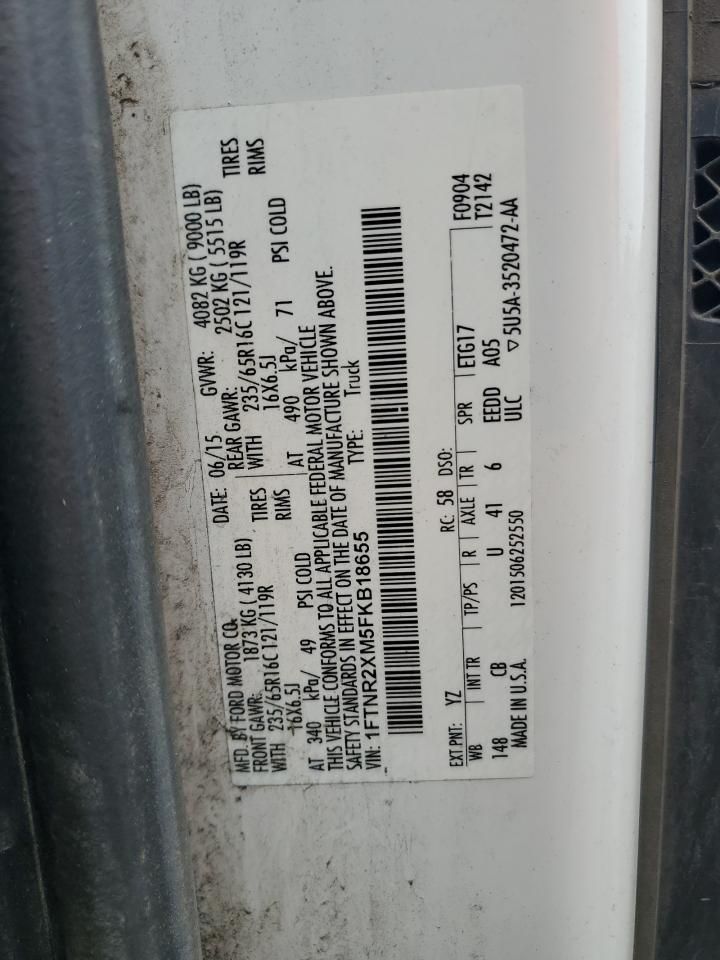 MFD. BY FORD MOTOR CO. DATE: 06/15 GVWR: 4082 KG ( 9000 LB)
FRONT GAWR: 1873 KG ( 4130 LB) REAR GAWR: 2502 KG ( 5515 LB)
WITH 235/65R16C 121/119R TIRES WITH 235/65R16C 121/119R TIRES
16X6.5J RIMS 16X6.5J RIMS
AT 340 kPa/ 49 PSI COLD AT 490 kPa/ 71 PSI COLD
THIS VEHICLE CONFORMS TO ALL APPLICABLE FEDERAL MOTOR VEHICLE
SAFETY STANDARDS IN EFFECT ON THE DATE OF MANUFACTURE SHOWN ABOVE.
VIN: 1FTNR2XM5FKB18655 TYPE: Truck
EXT PNT: YZ RC: 58 DSO:
WB INT TR TP/PS R AXLE TR SPR ETG17 F0904
148 CB U 41 6 EEDD A05 T2142
MADE IN U.S.A. 1201506252550 ULC ▽5U5A-3520472-AA